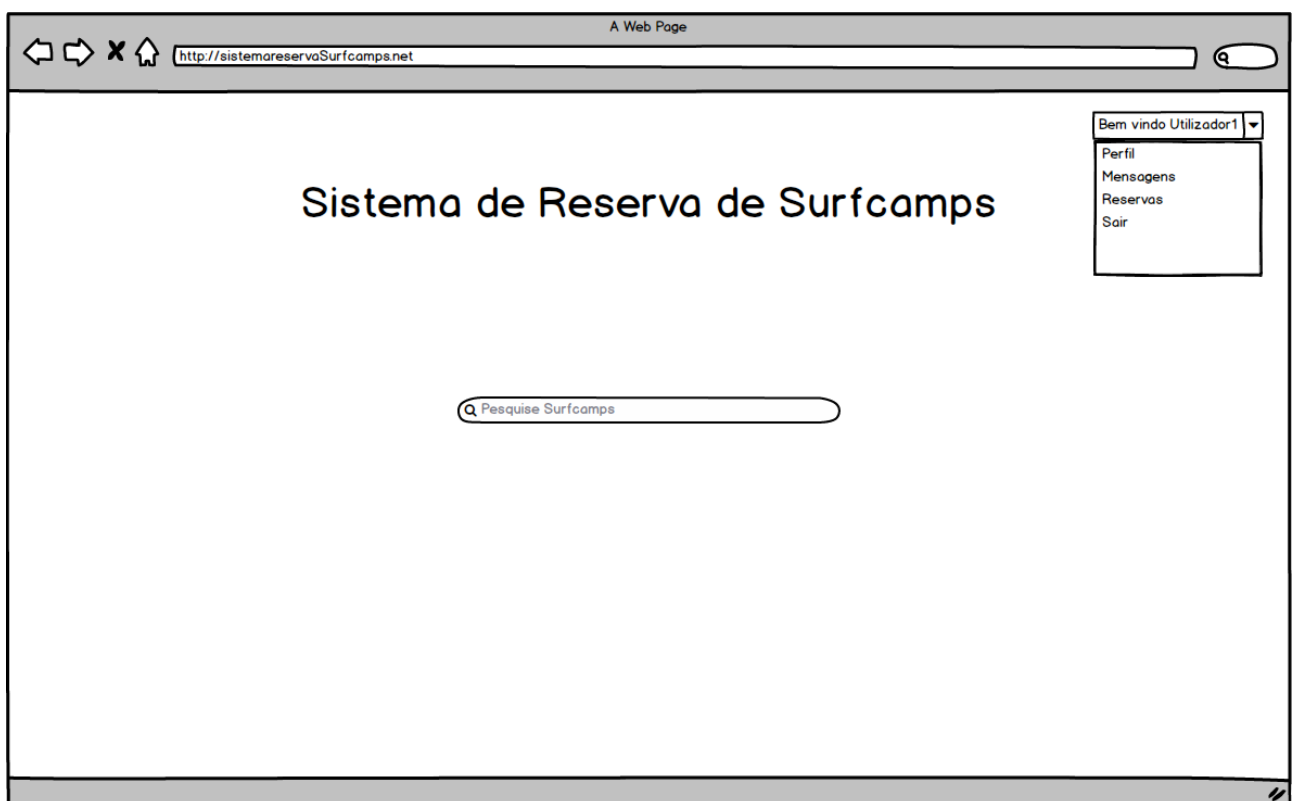 A Web Page
http://sistemareservaSurfcamps.net
Bem vindo Utilizador1
Perfil
Mensagens
Reservas
Sair
Sistema de Reserva de Surfcamps
Pesquise Surfcamps